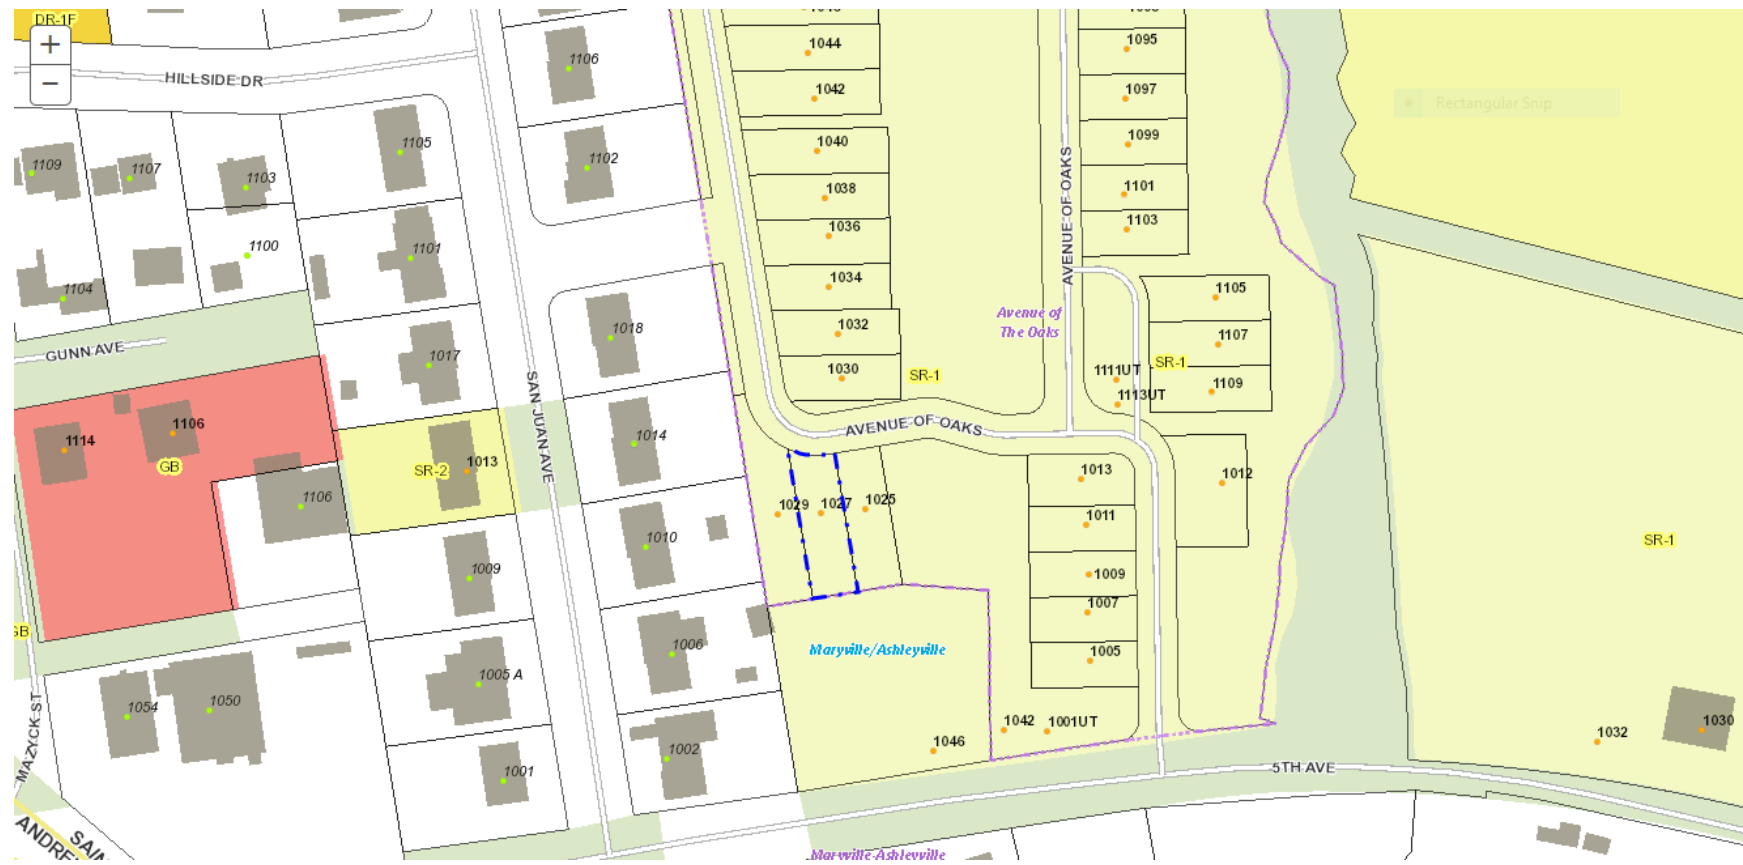 DR-1F
+
−
HILLSIDE DR
1106
1044
1042
1095
1097
Rectangular Snip
1105
1102
1040
1099
1109
1107
1103
1038
1101
1100
1101
1036
1103
1104
1034
1105
GUNN AVE
1018
1032
Avenue of
The Oaks
1107
1017
1030
SR-1
1111UT
SR-1
1109
1113UT
AVENUE OF OAKS
AVENUE OF OAKS
SAN JUAN AVE
1114
1106
GB
SR-2
1013
1014
1013
1012
1106
1029
1027
1025
1011
1010
SR-1
1009
1009
1007
GB
1006
Maryville/Ashleyville
1005
1005 A
1054
1050
MAZYCK ST
1042
1001UT
1046
1032
1030
1002
1001
5TH AVE
SAIN
ANDRE
Maryville-Ashleyville